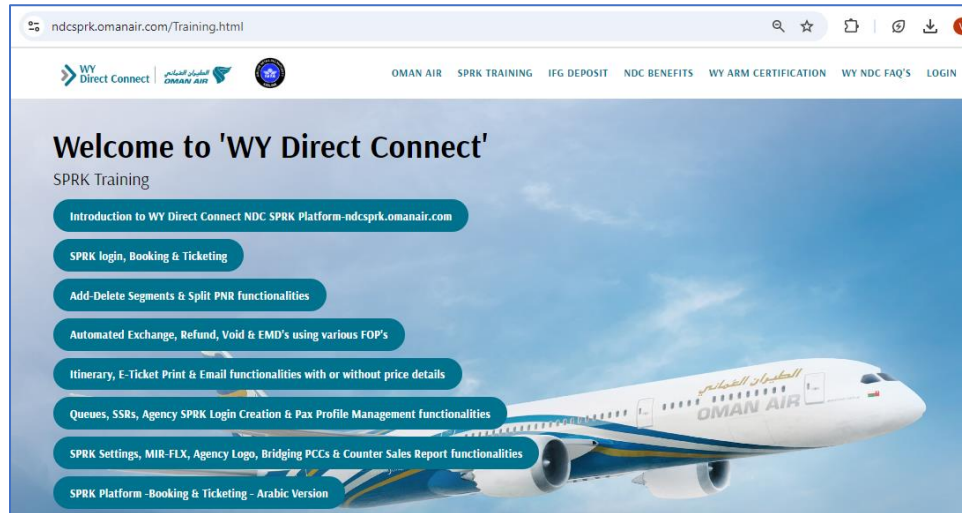 ndcsprk.omanair.com/Training.html
WY
Direct Connect
الطيران العماني
OMAN AIR
OMAN AIR SPRK TRAINING IFG DEPOSIT NDC BENEFITS WY ARM CERTIFICATION WY NDC FAQ'S LOGIN
Welcome to 'WY Direct Connect'
SPRK Training
Introduction to WY Direct Connect NDC SPRK Platform-ndcsprk.omanair.com
SPRK login, Booking & Ticketing
Add-Delete Segments & Split PNR functionalities
Automated Exchange, Refund, Void & EMD's using various FOP's
Itinerary, E-Ticket Print & Email functionalities with or without price details
الطيران العماني
OMAN AIR
Queues, SSRs, Agency SPRK Login Creation & Pax Profile Management functionalities
SPRK Settings, MIR-FLX, Agency Logo, Bridging PCCs & Counter Sales Report functionalities
SPRK Platform -Booking & Ticketing - Arabic Version